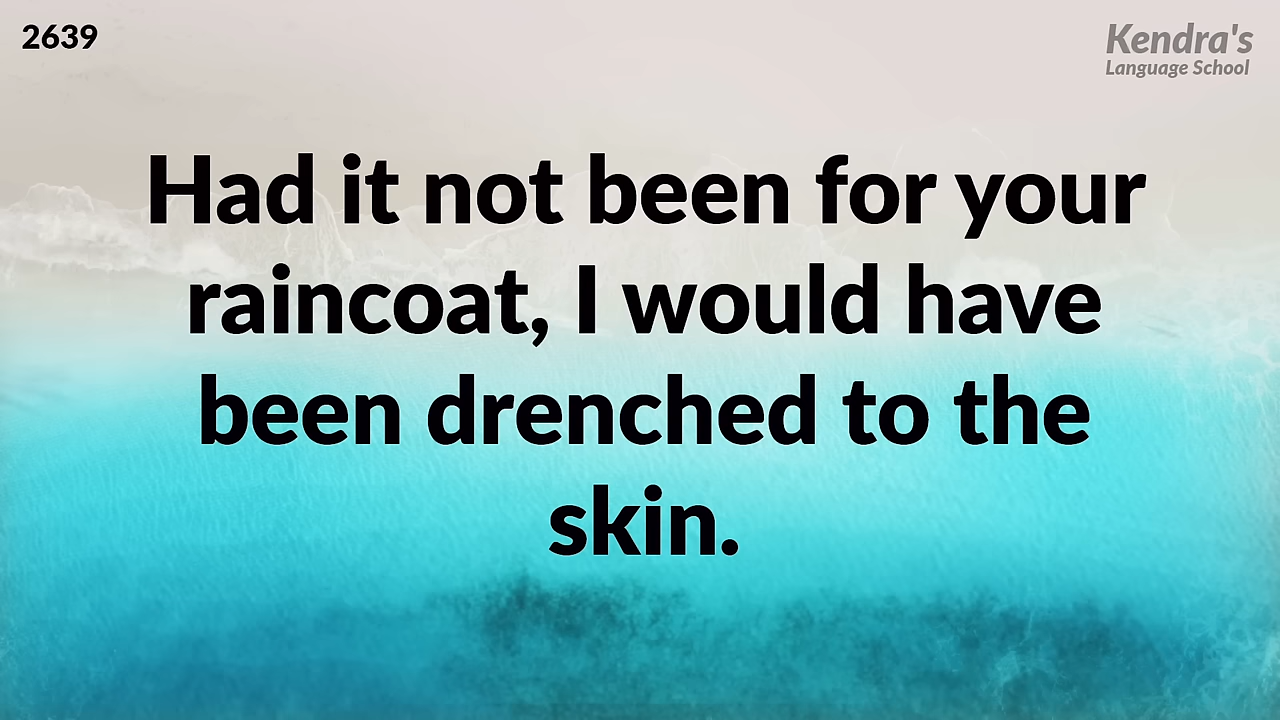 2639
Kendra's
Language School
Had it not been for your
raincoat, I would have
been drenched to the
skin.